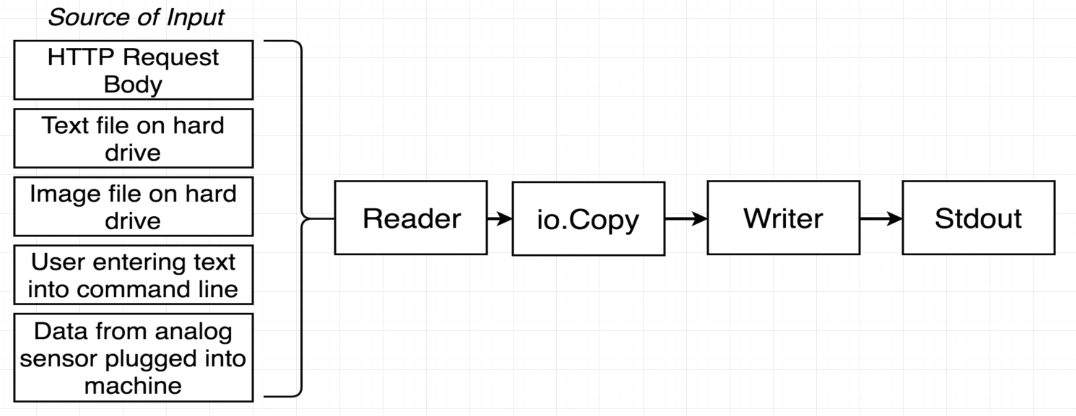 Source of Input
HTTP Request
Body
Text file on hard
drive
Image file on hard
drive
User entering text
into command line
Data from analog
sensor plugged into
machine
Reader
io.Copy
Writer
Stdout